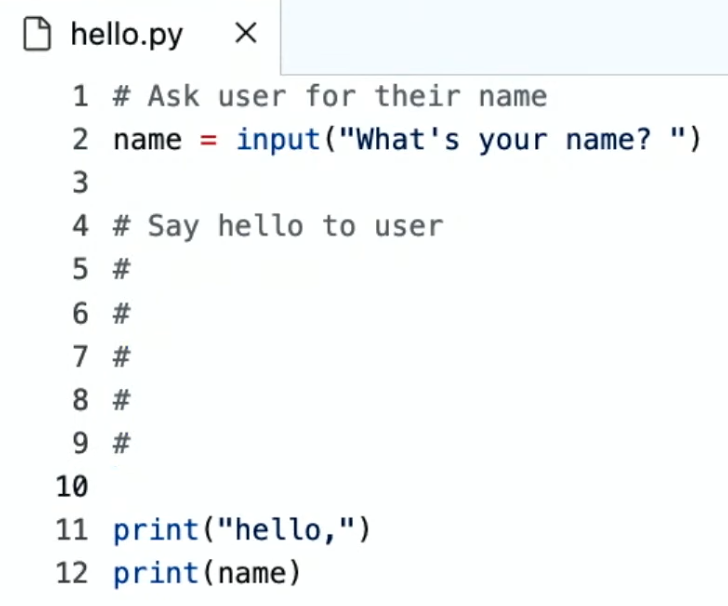 hello.py ×
1 # Ask user for their name
2 name = input("What's your name? ")
3
4 # Say hello to user
5 #
6 #
7 #
8 #
9 #
10
11 print("hello,")
12 print(name)